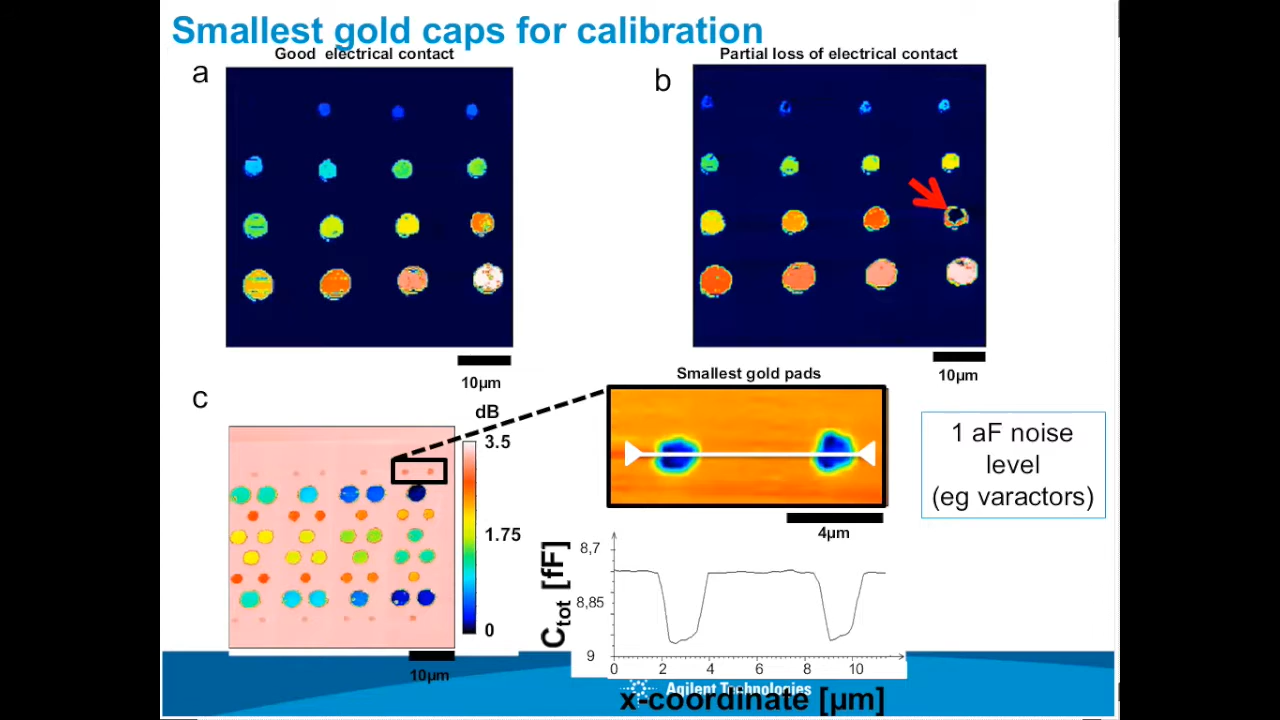 Smallest gold caps for calibration
Good electrical contact
Partial loss of electrical contact
a
b
10µm
10µm
c
dB
3.5
1.75
0
10µm
Smallest gold pads
4µm
1 aF noise
level
(eg varactors)
Ctot [fF]
8,7
8,85
9
0 2 4 6 8 10
Agilent Technologies
x-coordinate [µm]